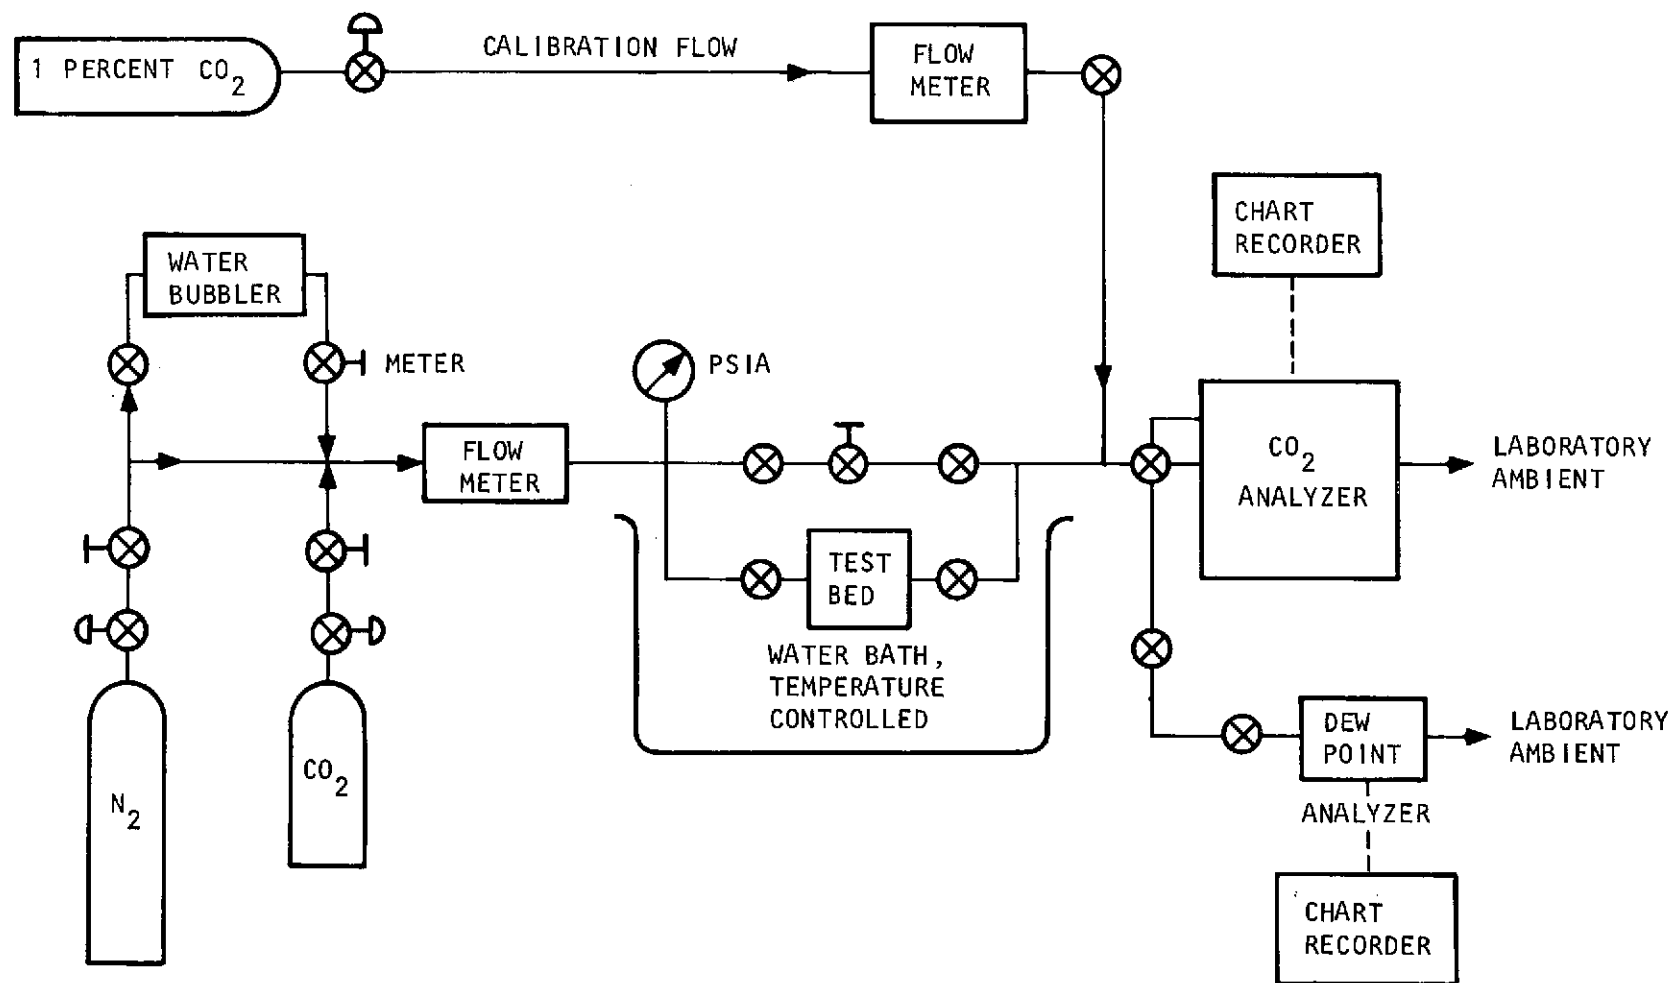 1 PERCENT CO2
CALIBRATION FLOW
FLOW
METER
CHART
RECORDER
WATER
BUBBLER
METER
PSIA
FLOW
METER
CO2
ANALYZER
LABORATORY
AMBIENT
TEST
BED
WATER BATH,
TEMPERATURE
CONTROLLED
N2
CO2
DEW
POINT
ANALYZER
LABORATORY
AMBIENT
CHART
RECORDER